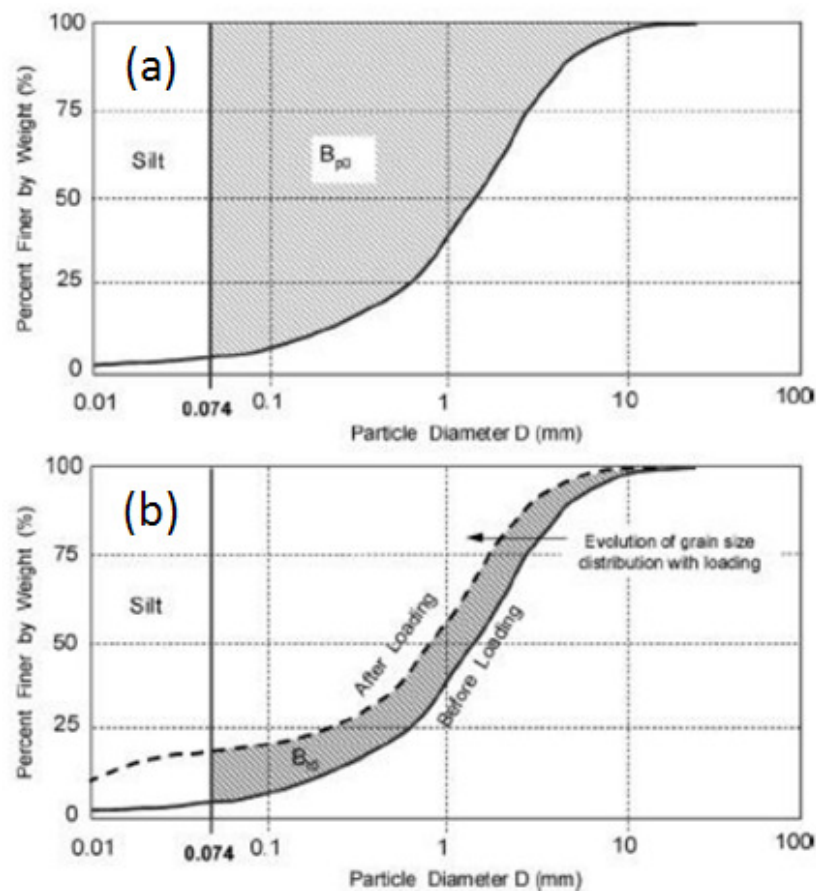 (a)
Percent Finer by Weight (%)
100
75
50
25
0
Silt
Bp0
0.01
0.074
0.1
1
10
100
Particle Diameter D (mm)
(b)
Percent Finer by Weight (%)
100
75
50
25
0
Silt
After Loading
Before Loading
Evolution of grain size
distribution with loading
0.01
0.074
0.1
1
10
100
Particle Diameter D (mm)